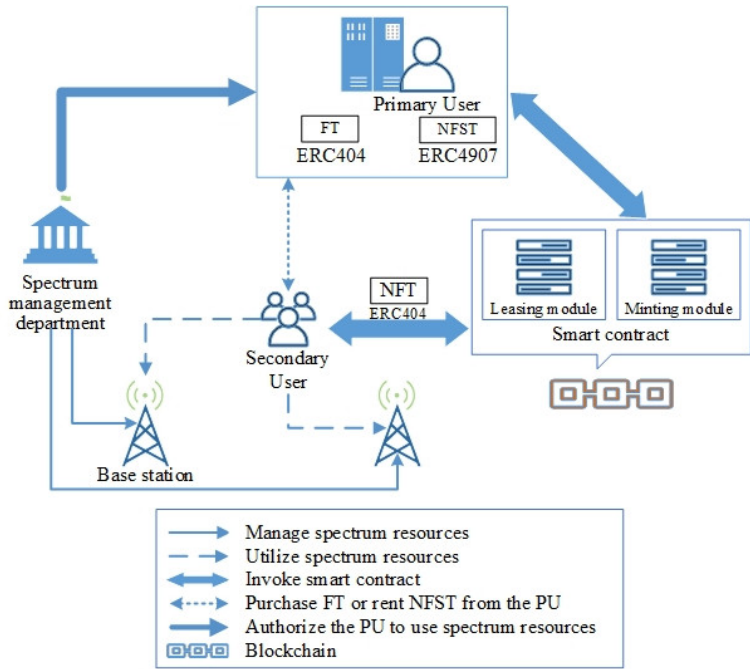 Primary User
FT
NFST
ERC404
ERC4907
Spectrum
management
department
NFT
ERC404
Leasing module
Minting module
Smart contract
Secondary
User
Base station
Manage spectrum resources
Utilize spectrum resources
Invoke smart contract
Purchase FT or rent NFST from the PU
Authorize the PU to use spectrum resources
Blockchain